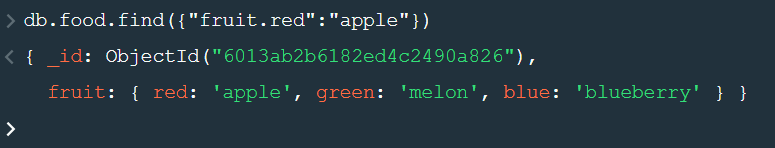 > db.food.find({"fruit.red":"apple"})
< { _id: ObjectId("6013ab2b6182ed4c2490a826"),
fruit: { red: 'apple', green: 'melon', blue: 'blueberry' } }
>